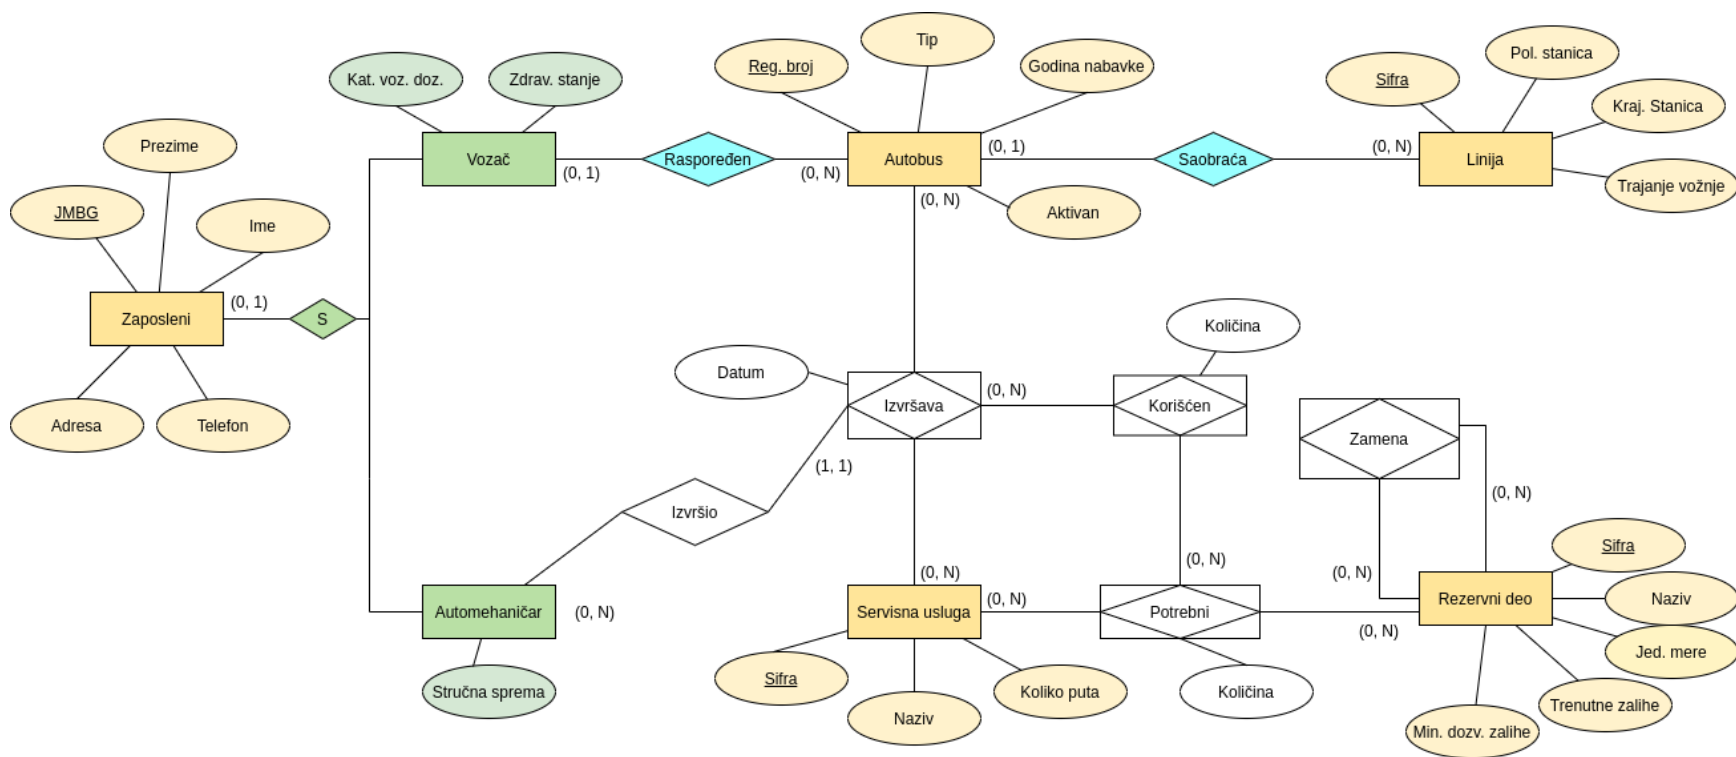 Tip
Reg. broj
Godina nabavke
Pol. stanica
Kat. voz. doz.
Zdrav. stanje
Sifra
Kraj. Stanica
Prezime
Vozač
(0, 1)
Raspoređen
(0, N)
Autobus
(0, 1)
Saobraća
(0, N)
Linija
Trajanje vožnje
(0, N)
Aktivan
JMBG
Ime
(0, 1)
Zaposleni
S
Adresa
Telefon
Količina
Datum
Izvršava
(0, N)
Korišćen
Zamena
(1, 1)
(0, N)
Izvršio
Sifra
(0, N)
(0, N)
(0, N)
Automehaničar
(0, N)
Servisna usluga
(0, N)
Potrebni
(0, N)
Rezervni deo
Naziv
Jed. mere
Stručna sprema
Sifra
Koliko puta
Količina
Trenutne zalihe
Naziv
Min. dozv. zalihe